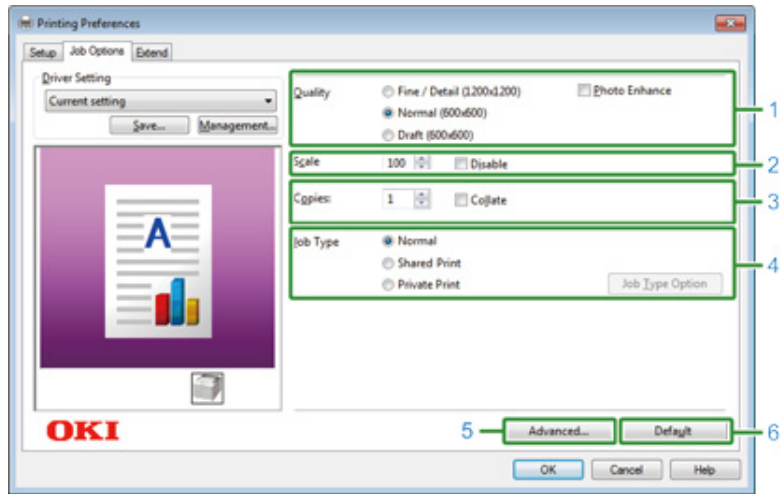 Printing Preferences
Setup Job Options Extend
Driver Setting
Current setting
Save... Management...
A
OKI
Quality Fine / Detail (1200x1200) Photo Enhance
Normal (600x600)
Draft (600x600)
1
Scale 100 Disable
2
Copies: 1 Collate
3
Job Type Normal
Shared Print
Private Print Job Type Option
4
5 Advanced... Default 6
OK Cancel Help